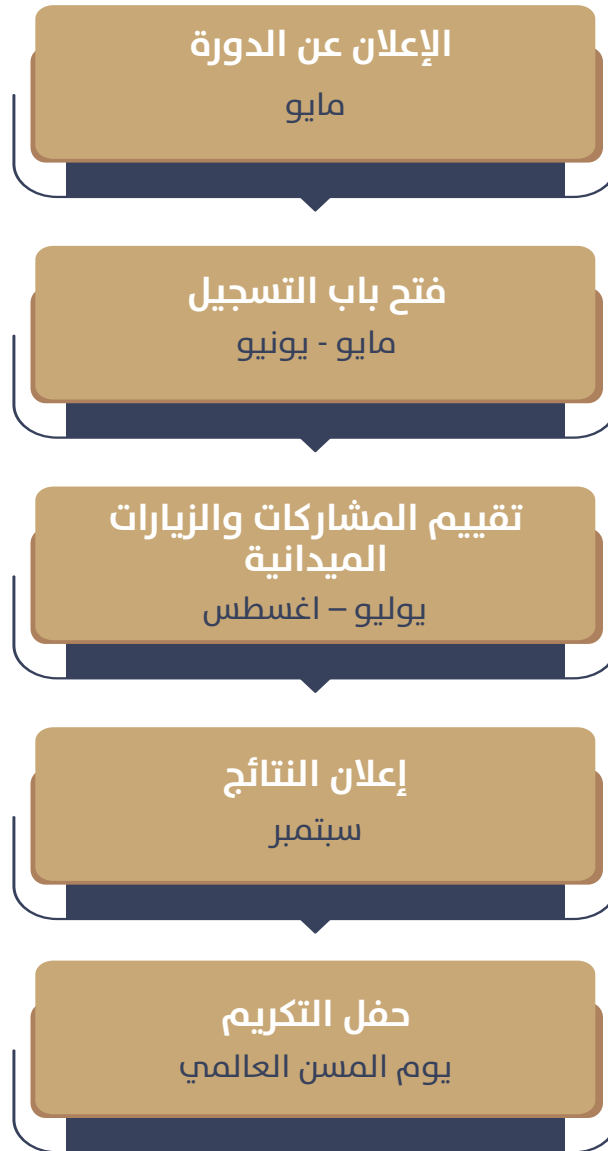 الإعلان عن الدورة
مايو
فتح باب التسجيل
مايو - يونيو
تقييم المشاركات والزيارات
الميدانية
يوليو – اغسطس
إعلان النتائج
سبتمبر
حفل التكريم
يوم المسن العالمي